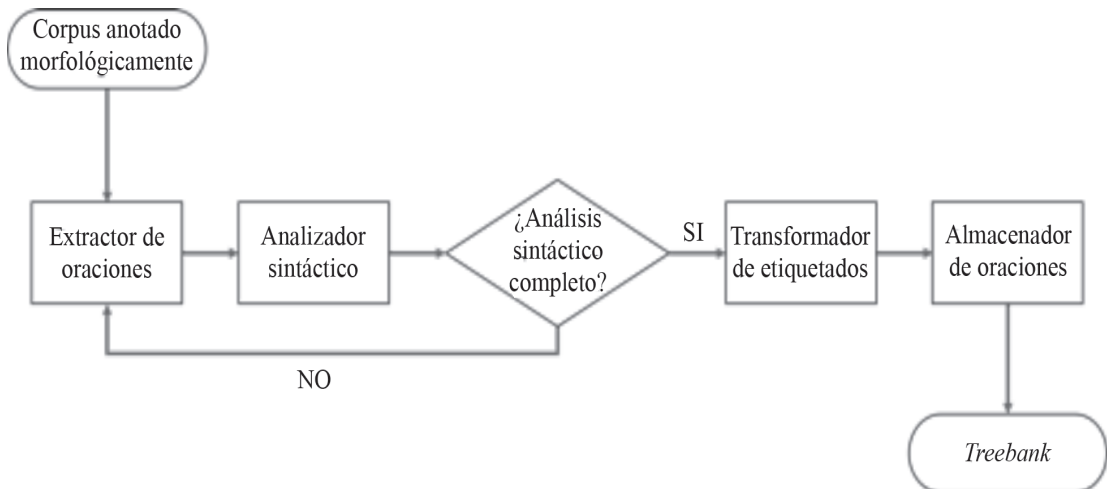 Corpus anotado
morfológicamente
Extractor de
oraciones
Analizador
sintáctico
¿Análisis
sintáctico
completo?
SI
Transformador
de etiquetados
Almacenador
de oraciones
NO
Treebank